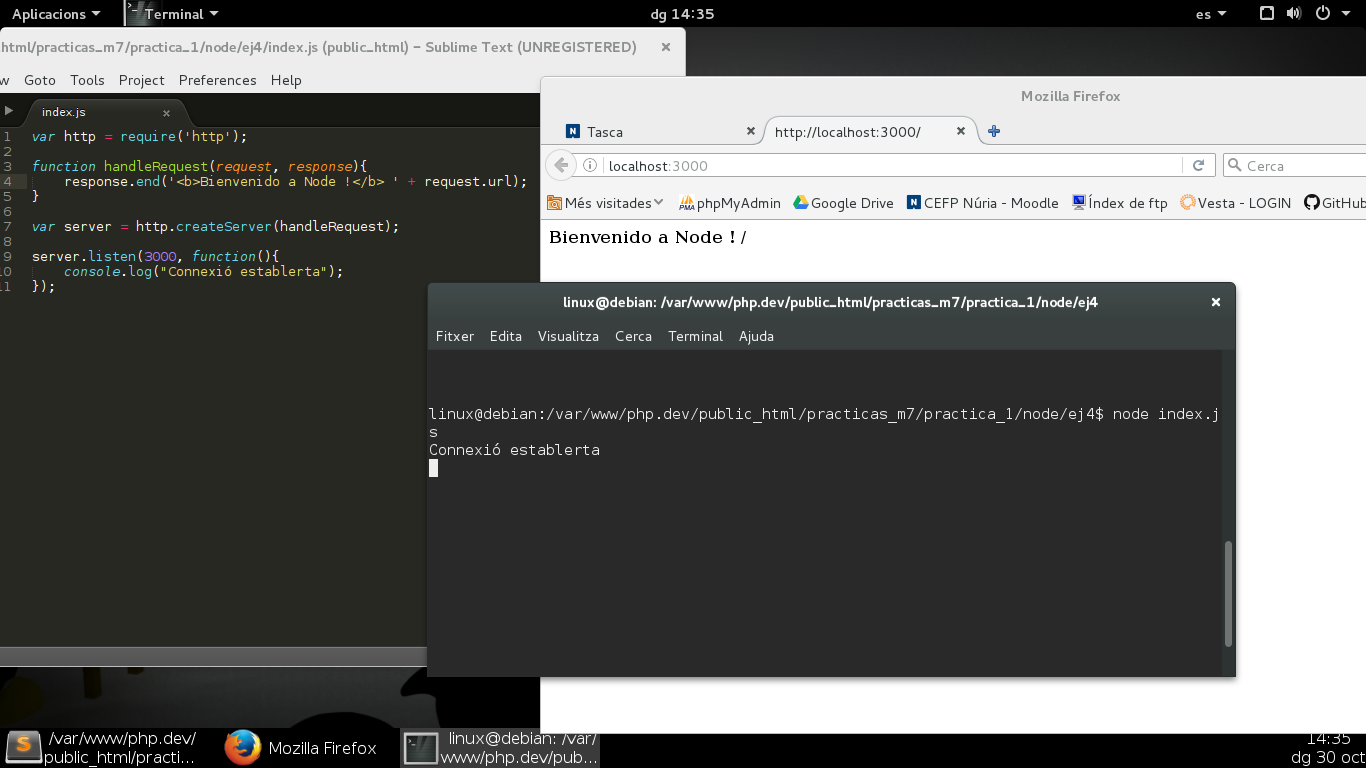 Aplicacions
Terminal
dg 14:35
es
html/practicas_m7/practica_1/node/ej4/index.js (public_html) – Sublime Text (UNREGISTERED)
w Goto Tools Project Preferences Help
index.js
1 var http = require('http');
2
3 function handleRequest(request, response){
4 response.end('<b>Bienvenido a Node !</b> ' + request.url);
5 }
6
7 var server = http.createServer(handleRequest);
8
9 server.listen(3000, function(){
10 console.log("Connexió establerta");
11 });
Mozilla Firefox
Tasca
http://localhost:3000/
localhost:3000
Cerca
Més visitades phpMyAdmin Google Drive CEFP Núria - Moodle Índex de ftp Vesta - LOGIN GitHub
Bienvenido a Node ! /
linux@debian: /var/www/php.dev/public_html/practicas_m7/practica_1/node/ej4
Fitxer Edita Visualitza Cerca Terminal Ajuda
linux@debian:/var/www/php.dev/public_html/practicas_m7/practica_1/node/ej4$ node index.j
s
Connexió establerta
/var/www/php.dev/
public_html/practi...
Mozilla Firefox
linux@debian: /var/
www/php.dev/pub...
14:35
dg 30 oct